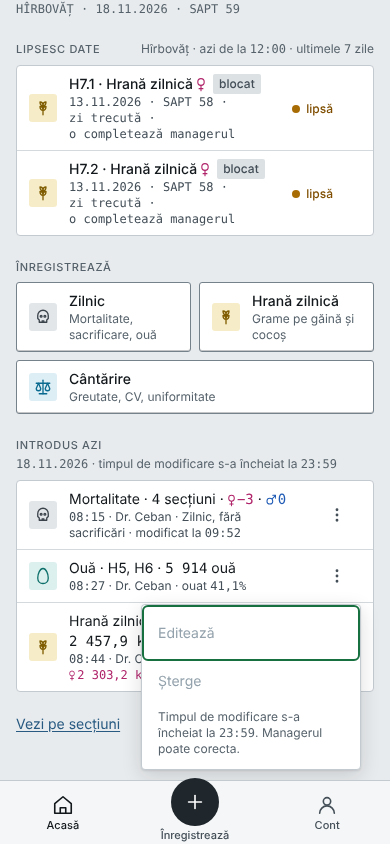 HÎRBOVĂȚ · 18.11.2026 · SAPT 59
LIPSESC DATE
Hîrbovăț · azi de la 12:00 · ultimele 7 zile
H7.1 · Hrană zilnică ♀ blocat
13.11.2026 · SAPT 58 ·
zi trecută ·
o completează managerul
lipsă
H7.2 · Hrană zilnică ♀ blocat
13.11.2026 · SAPT 58 ·
zi trecută ·
o completează managerul
lipsă
ÎNREGISTREAZĂ
Zilnic
Mortalitate,
sacrificare, ouă
Hrană zilnică
Grame pe găină și
cocoș
Cântărire
Greutate, CV, uniformitate
INTRODUS AZI
18.11.2026 · timpul de modificare s-a încheiat la 23:59
Mortalitate · 4 secțiuni · ♀−3 · ♂0
08:15 · Dr. Ceban · Zilnic, fără
sacrificări · modificat la 09:52
Ouă · H5, H6 · 5 914 ouă
08:27 · Dr. Ceban · ouat 41,1%
Hrană zilni
2 457,9
08:44 · Dr. C
♀2 303,2
Editează
Șterge
Timpul de modificare s-a
încheiat la 23:59. Managerul
poate corecta.
Vezi pe secțiuni
Acasă
Înregistrează
Cont